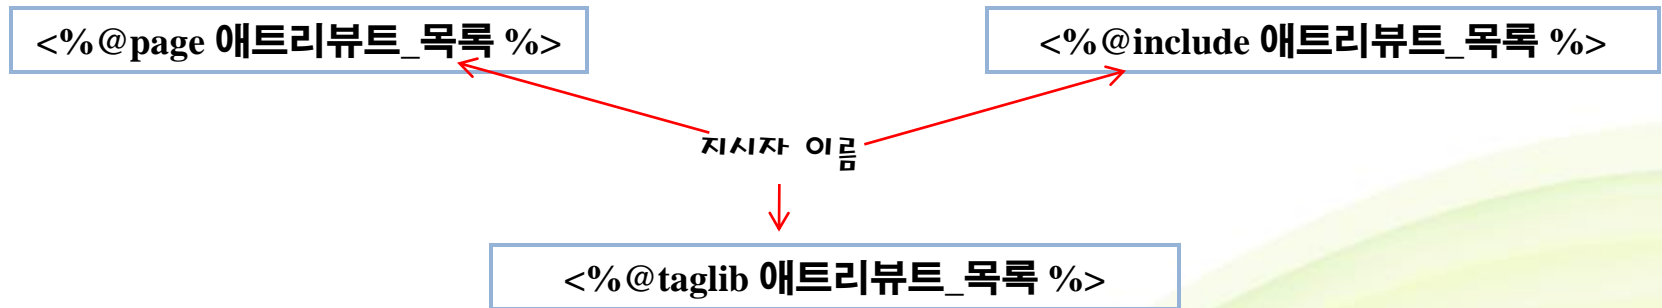 <%@page 애트리뷰트_목록 %>
<%@include 애트리뷰트_목록 %>
지시자 이름
<%@taglib 애트리뷰트_목록 %>